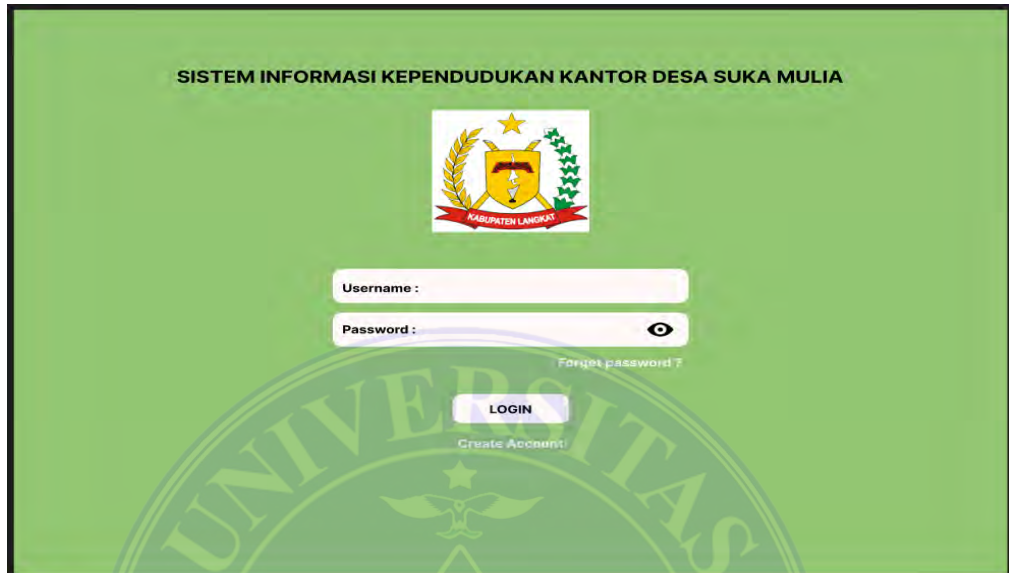 SISTEM INFORMASI KEPENDUDUKAN KANTOR DESA SUKA MULIA
KABUPATEN LANGKAT
Username :
Password :
Forget password ?
LOGIN
Create Account!
UNIVERSITAS